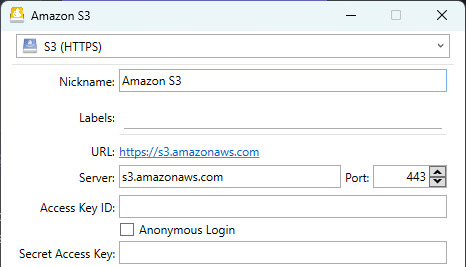 Amazon S3
S3 (HTTPS)
Nickname: Amazon S3
Labels:
URL: https://s3.amazonaws.com
Server: s3.amazonaws.com Port: 443
Access Key ID:
Anonymous Login
Secret Access Key: